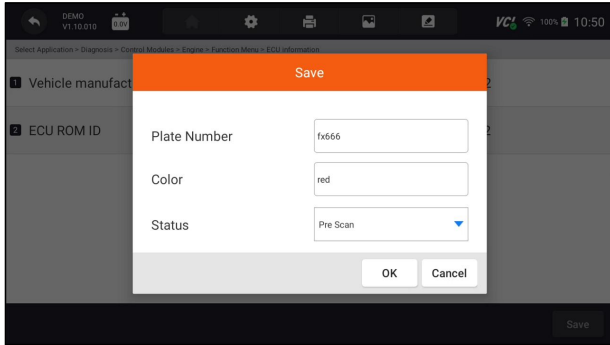 DEMO
V1.10.010
0.0V
VC! 100% 10:50
Select Application > Diagnosis > Control Modules > Engine > Function Menu > ECU information
Save
1 Vehicle manufact 2
2 ECU ROM ID 2
Plate Number fx666
Color red
Status Pre Scan
OK Cancel
Save